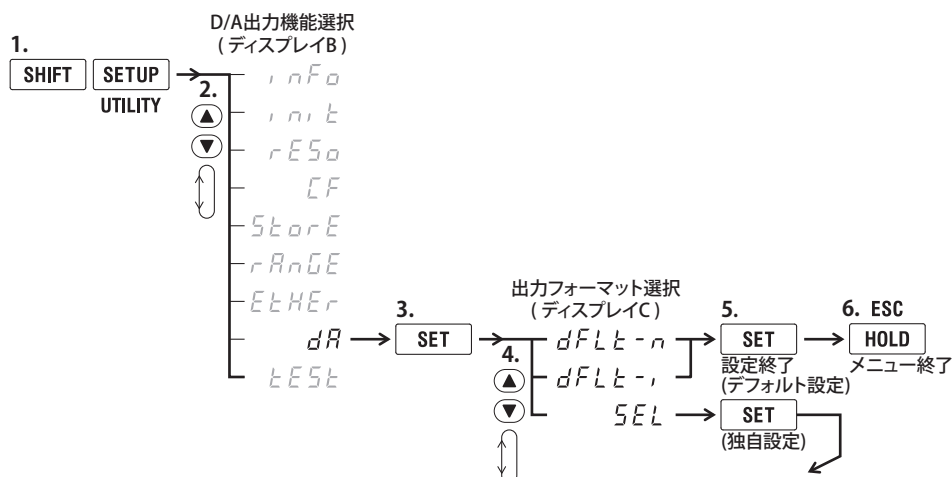 D/A出力機能選択
(ディスプレイB)
1.
SHIFT SETUP
UTILITY
2.
inFo
init
rESo
CF
StorE
rAnGE
EtHEr
dA
tESt
3.
SET
出力フォーマット選択
(ディスプレイC)
4.
dFLt-n
dFLt-i
SEL
5.
SET
設定終了
(デフォルト設定)
SET
(独自設定)
6. ESC
HOLD
メニュー終了